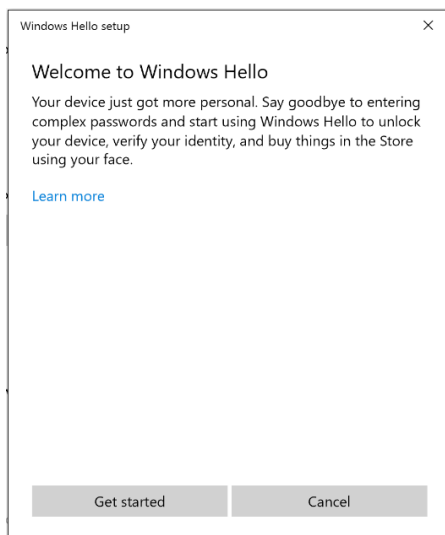 Windows Hello setup
Welcome to Windows Hello
Your device just got more personal. Say goodbye to entering
complex passwords and start using Windows Hello to unlock
your device, verify your identity, and buy things in the Store
using your face.
Learn more
Get started
Cancel